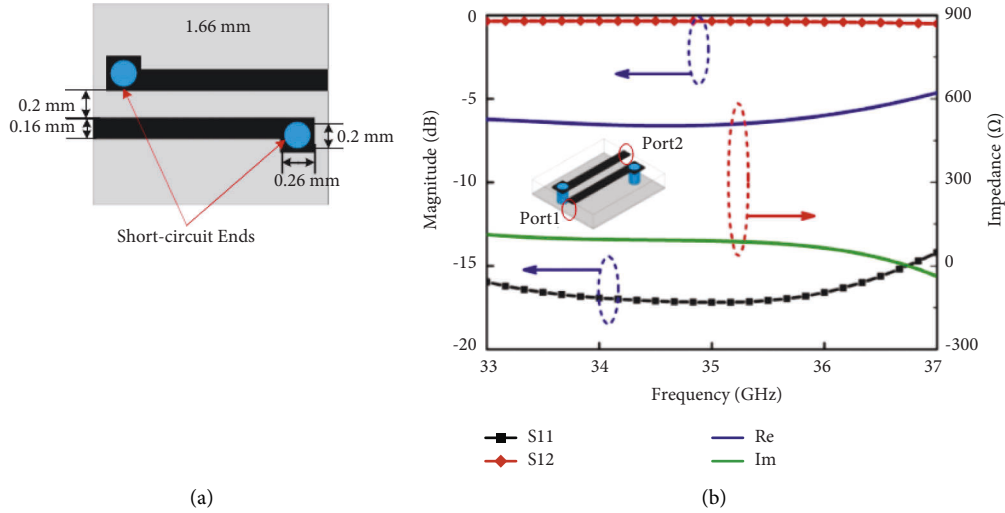 1.66 mm
0.2 mm
0.16 mm
0.2 mm
0.26 mm
Short-circuit Ends
(a)
0
-5
-10
-15
-20
Magnitude (dB)
900
600
300
0
-300
Impedance (Ω)
Port2
Port1
33
34
35
36
37
Frequency (GHz)
S11
S12
Re
Im
(b)